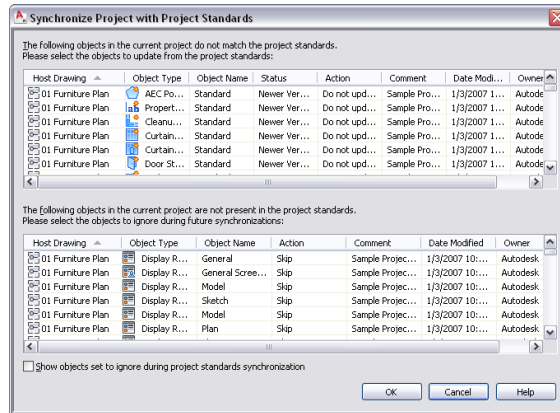 Synchronize Project with Project Standards
The following objects in the current project do not match the project standards.
Please select the objects to update from the project standards:
Host Drawing Object Type Object Name Status Action Comment Date Modi... Owner
01 Furniture Plan AEC Po... Standard Newer Ver... Do not upd... Sample Pro... 1/3/2007 1... Autode
01 Furniture Plan Propert... Standard Newer Ver... Do not upd... Sample Pro... 1/3/2007 1... Autode
01 Furniture Plan Cleanu... Standard Newer Ver... Do not upd... Sample Pro... 1/3/2007 1... Autode
01 Furniture Plan Curtain... Standard Newer Ver... Do not upd... Sample Pro... 1/3/2007 1... Autode
01 Furniture Plan Curtain... Standard Newer Ver... Do not upd... Sample Pro... 1/3/2007 1... Autode
01 Furniture Plan Door St... Standard Newer Ver... Do not upd... Sample Pro... 1/3/2007 1... Autode
The following objects in the current project are not present in the project standards.
Please select the objects to ignore during future synchronizations:
Host Drawing Object Type Object Name Action Comment Date Modified Owner
01 Furniture Plan Display R... General Skip Sample Projec... 1/3/2007 10:... Autodesk
01 Furniture Plan Display R... General Scree... Skip Sample Projec... 1/3/2007 10:... Autodesk
01 Furniture Plan Display R... Model Skip Sample Projec... 1/3/2007 10:... Autodesk
01 Furniture Plan Display R... Sketch Skip Sample Projec... 1/3/2007 10:... Autodesk
01 Furniture Plan Display R... Model Skip Sample Projec... 1/3/2007 10:... Autodesk
01 Furniture Plan Display R... Plan Skip Sample Projec... 1/3/2007 10:... Autodesk
Show objects set to ignore during project standards synchronization
OK Cancel Help